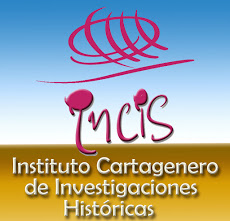 incis
Instituto Cartagenero
de Investigaciones
Históricas